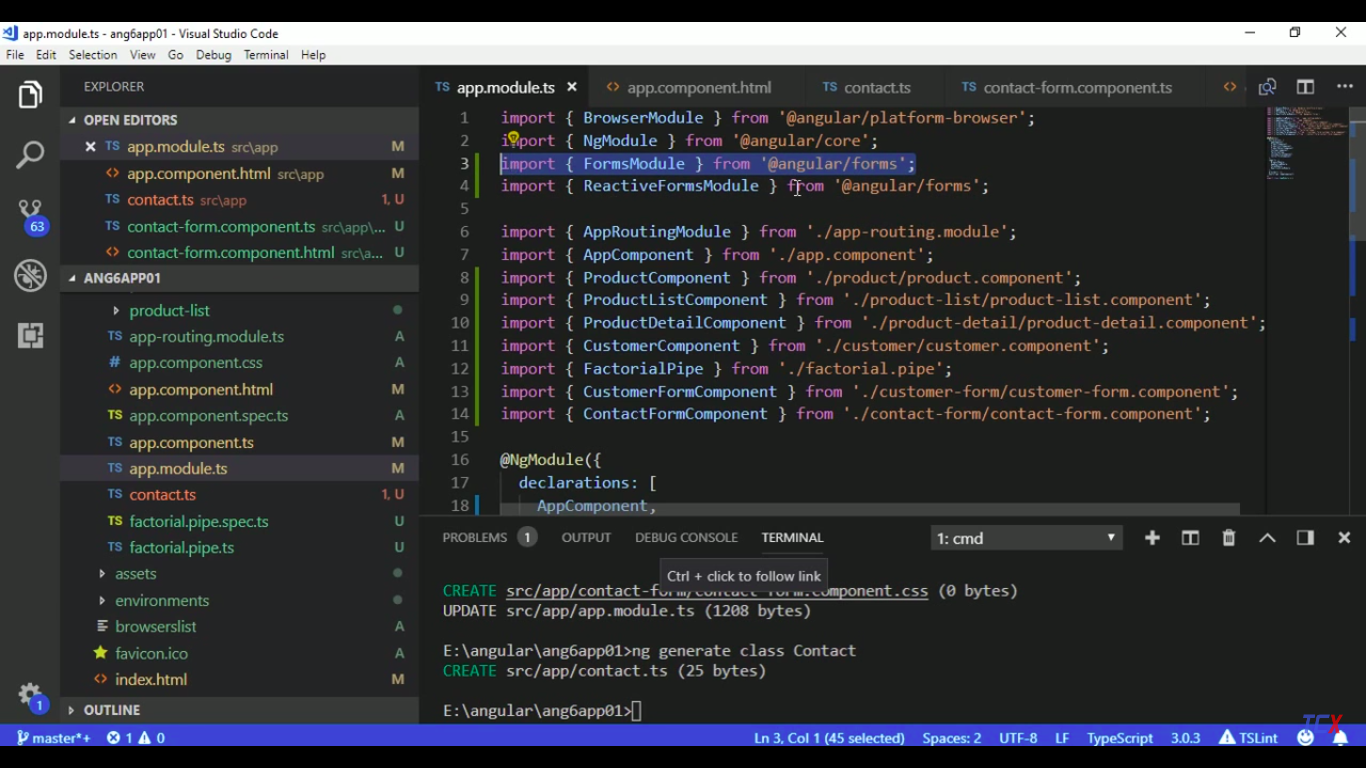 app.module.ts - ang6app01 - Visual Studio Code
File Edit Selection View Go Debug Terminal Help
EXPLORER
OPEN EDITORS
TS app.module.ts src\app M
<> app.component.html src\app M
TS contact.ts src\app 1, U
TS contact-form.component.ts src\app\... U
<> contact-form.component.html src\a... U
ANG6APP01
product-list
TS app-routing.module.ts A
# app.component.css A
<> app.component.html M
TS app.component.spec.ts A
TS app.component.ts M
TS app.module.ts M
TS contact.ts 1, U
TS factorial.pipe.spec.ts U
TS factorial.pipe.ts U
assets
environments
browserslist A
favicon.ico A
<> index.html M
OUTLINE
63
1
TS app.module.ts
<> app.component.html
TS contact.ts
TS contact-form.component.ts
<>
1 import { BrowserModule } from '@angular/platform-browser';
2 import { NgModule } from '@angular/core';
3 import { FormsModule } from '@angular/forms';
4 import { ReactiveFormsModule } from '@angular/forms';
5
6 import { AppRoutingModule } from './app-routing.module';
7 import { AppComponent } from './app.component';
8 import { ProductComponent } from './product/product.component';
9 import { ProductListComponent } from './product-list/product-list.component';
10 import { ProductDetailComponent } from './product-detail/product-detail.component';
11 import { CustomerComponent } from './customer/customer.component';
12 import { FactorialPipe } from './factorial.pipe';
13 import { CustomerFormComponent } from './customer-form/customer-form.component';
14 import { ContactFormComponent } from './contact-form/contact-form.component';
15
16 @NgModule({
17 declarations: [
18 AppComponent,
PROBLEMS 1 OUTPUT DEBUG CONSOLE TERMINAL 1: cmd
Ctrl + click to follow link
CREATE src/app/contact-form/contact-form.component.css (0 bytes)
UPDATE src/app/app.module.ts (1208 bytes)
E:\angular\ang6app01>ng generate class Contact
CREATE src/app/contact.ts (25 bytes)
E:\angular\ang6app01>
TCX
master*+ 1 0 Ln 3, Col 1 (45 selected) Spaces: 2 UTF-8 LF TypeScript 3.0.3 TSLint